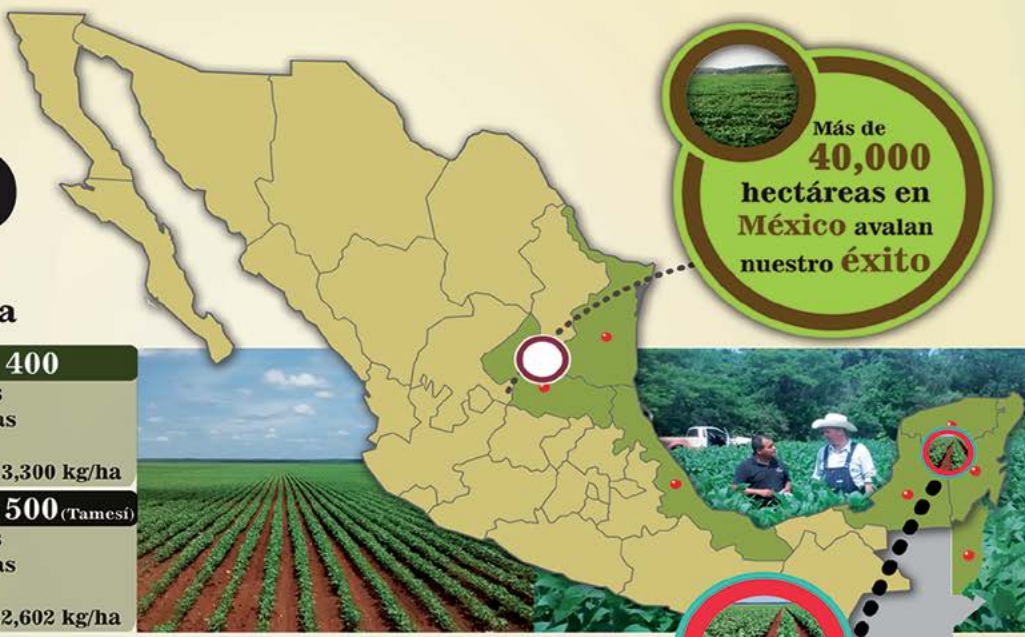 Más de
40,000
hectáreas en
México avalan
nuestro éxito
a
400
s
as
3,300 kg/ha
500 (Tamesí)
s
as
2,602 kg/ha